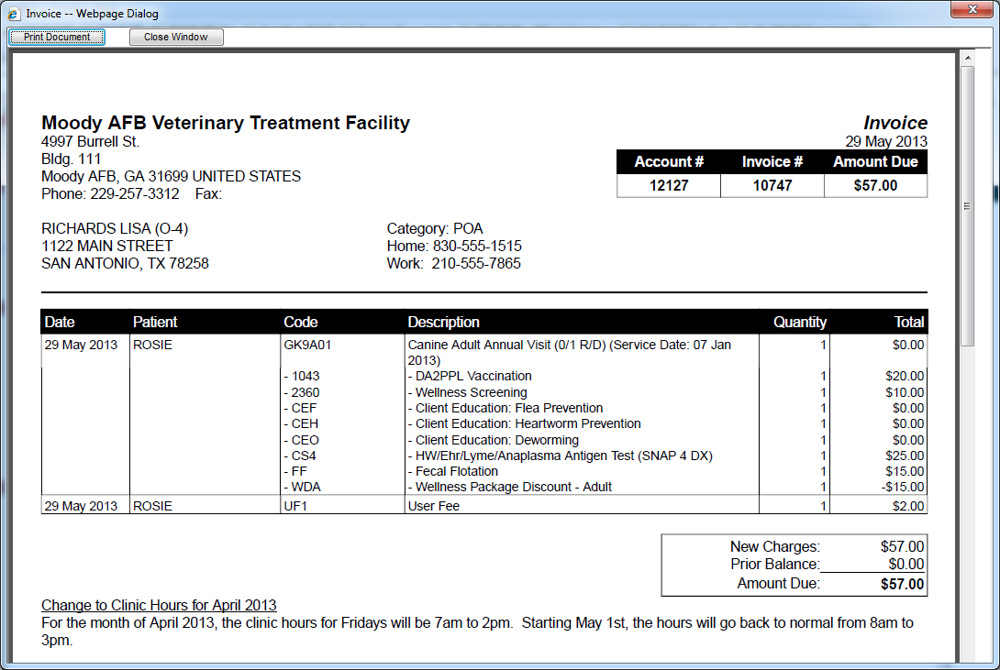 Invoice -- Webpage Dialog
Print Document Close Window
Moody AFB Veterinary Treatment Facility
Invoice
4997 Burrell St.
29 May 2013
Bldg. 111
Moody AFB, GA 31699 UNITED STATES
Phone: 229-257-3312 Fax:
Account # Invoice # Amount Due
12127 10747 $57.00
RICHARDS LISA (O-4) Category: POA
1122 MAIN STREET Home: 830-555-1515
SAN ANTONIO, TX 78258 Work: 210-555-7865
Date Patient Code Description Quantity Total
29 May 2013 ROSIE GK9A01 Canine Adult Annual Visit (0/1 R/D) (Service Date: 07 Jan 1 $0.00
2013)
- 1043 - DA2PPL Vaccination 1 $20.00
- 2360 - Wellness Screening 1 $10.00
- CEF - Client Education: Flea Prevention 1 $0.00
- CEH - Client Education: Heartworm Prevention 1 $0.00
- CEO - Client Education: Deworming 1 $0.00
- CS4 - HW/Ehr/Lyme/Anaplasma Antigen Test (SNAP 4 DX) 1 $25.00
- FF - Fecal Flotation 1 $15.00
- WDA - Wellness Package Discount - Adult 1 -$15.00
29 May 2013 ROSIE UF1 User Fee 1 $2.00
New Charges: $57.00
Prior Balance: $0.00
Amount Due: $57.00
Change to Clinic Hours for April 2013
For the month of April 2013, the clinic hours for Fridays will be 7am to 2pm. Starting May 1st, the hours will go back to normal from 8am to
3pm.